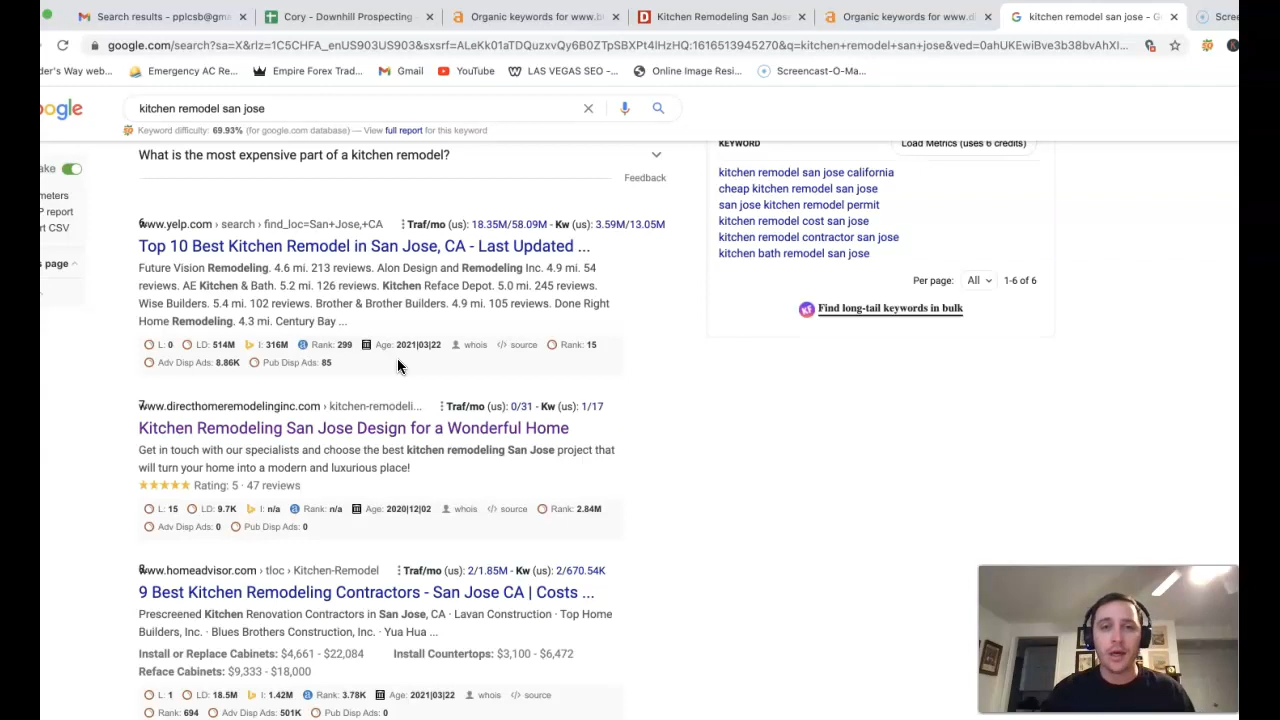 Search results - pplcsb@gma
Cory - Downhill Prospecting -
Organic keywords for www.b
Kitchen Remodeling San Jose
Organic keywords for www.d
kitchen remodel san jose - G
Scree
google.com/search?sa=X&rlz=1C5CHFA_enUS903US903&sxsrf=ALeKk01aTDQuzxvQy6B0ZTpSBXPt4lHzHQ:1616513945270&q=kitchen+remodel+san+jose&ved=0ahUKEwiBve3b38bvAhXI...
der's Way web...
Emergency AC Re...
Empire Forex Trad...
Gmail
YouTube
LAS VEGAS SEO -...
Online Image Resi...
Screencast-O-Ma...
ogle
kitchen remodel san jose
Keyword difficulty: 69.93% (for google.com database) — View full report for this keyword
ake
meters
P report
rt CSV
s page
What is the most expensive part of a kitchen remodel?
Feedback
6
www.yelp.com › search › find_loc=San+Jose,+CA
Traf/mo (us): 18.35M/58.09M - Kw (us): 3.59M/13.05M
Top 10 Best Kitchen Remodel in San Jose, CA - Last Updated ...
Future Vision Remodeling. 4.6 mi. 213 reviews. Alon Design and Remodeling Inc. 4.9 mi. 54
reviews. AE Kitchen & Bath. 5.2 mi. 126 reviews. Kitchen Reface Depot. 5.0 mi. 245 reviews.
Wise Builders. 5.4 mi. 102 reviews. Brother & Brother Builders. 4.9 mi. 105 reviews. Done Right
Home Remodeling. 4.3 mi. Century Bay ...
L: 0 LD: 514M I: 316M Rank: 299 Age: 2021|03|22 whois </> source Rank: 15
Adv Disp Ads: 8.86K Pub Disp Ads: 85
7
www.directhomeremodelinginc.com › kitchen-remodeli...
Traf/mo (us): 0/31 - Kw (us): 1/17
Kitchen Remodeling San Jose Design for a Wonderful Home
Get in touch with our specialists and choose the best kitchen remodeling San Jose project that
will turn your home into a modern and luxurious place!
Rating: 5 · 47 reviews
L: 15 LD: 9.7K I: n/a Rank: n/a Age: 2020|12|02 whois </> source Rank: 2.84M
Adv Disp Ads: 0 Pub Disp Ads: 0
8
www.homeadvisor.com › tloc › Kitchen-Remodel
Traf/mo (us): 2/1.85M - Kw (us): 2/670.54K
9 Best Kitchen Remodeling Contractors - San Jose CA | Costs ...
Prescreened Kitchen Renovation Contractors in San Jose, CA · Lavan Construction · Top Home
Builders, Inc. · Blues Brothers Construction, Inc. · Yua Hua ...
Install or Replace Cabinets: $4,661 - $22,084 Install Countertops: $3,100 - $6,472
Reface Cabinets: $9,333 - $18,000
L: 1 LD: 18.5M I: 1.42M Rank: 3.78K Age: 2021|03|22 whois </> source
Rank: 694 Adv Disp Ads: 501K Pub Disp Ads: 0
KEYWORD
Load Metrics (uses 6 credits)
kitchen remodel san jose california
cheap kitchen remodel san jose
san jose kitchen remodel permit
kitchen remodel cost san jose
kitchen remodel contractor san jose
kitchen bath remodel san jose
Per page: All 1-6 of 6
Find long-tail keywords in bulk